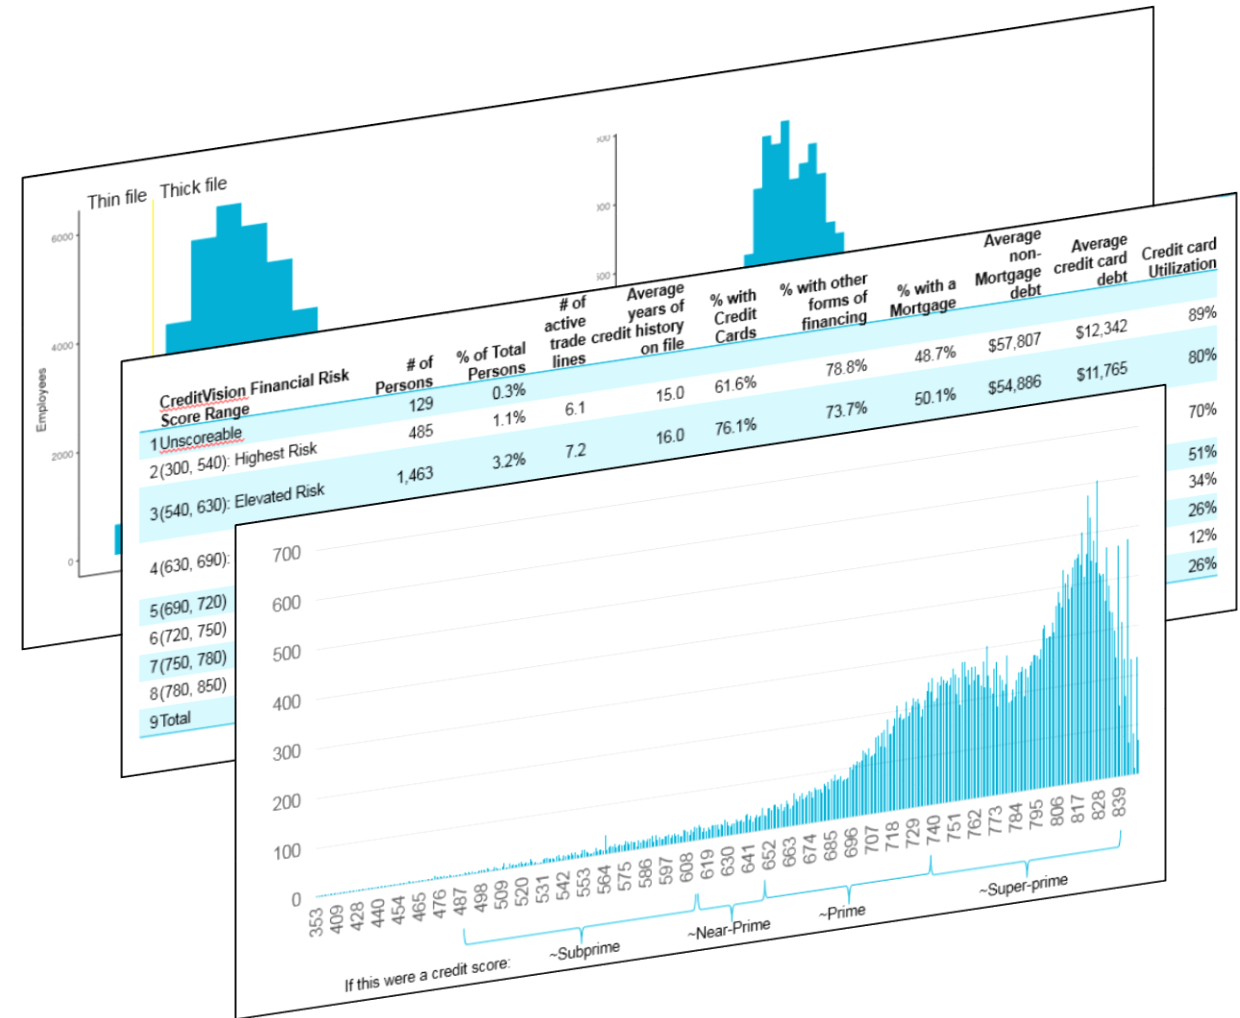 Thin file
Thick file
6000
4000
2000
0
Employees
CreditVision Financial Risk
Score Range
# of
Persons
% of Total
Persons
# of
active
trade
lines
Average
years of
credit history
on file
% with
Credit
Cards
% with other
forms of
financing
% with a
Mortgage
Average
non-
Mortgage
debt
Average
credit card
debt
Credit card
Utilization
1 Unscoreable 129 0.3%
2 (300, 540): Highest Risk 485 1.1% 6.1 15.0 61.6% 78.8% 48.7% $57,807 $12,342 89%
3 (540, 630): Elevated Risk 1,463 3.2% 7.2 16.0 76.1% 73.7% 50.1% $54,886 $11,765 80%
4 (630, 690): 70%
5 (690, 720) 51%
6 (720, 750) 34%
7 (750, 780) 26%
8 (780, 850) 12%
9 Total 26%
700
600
500
400
300
200
100
0
353 409 428 440 454 465 476 487 498 509 520 531 542 553 564 575 586 597 608 619 630 641 652 663 674 685 696 707 718 729 740 751 762 773 784 795 806 817 828 839
If this were a credit score:
~Subprime
~Near-Prime
~Prime
~Super-prime